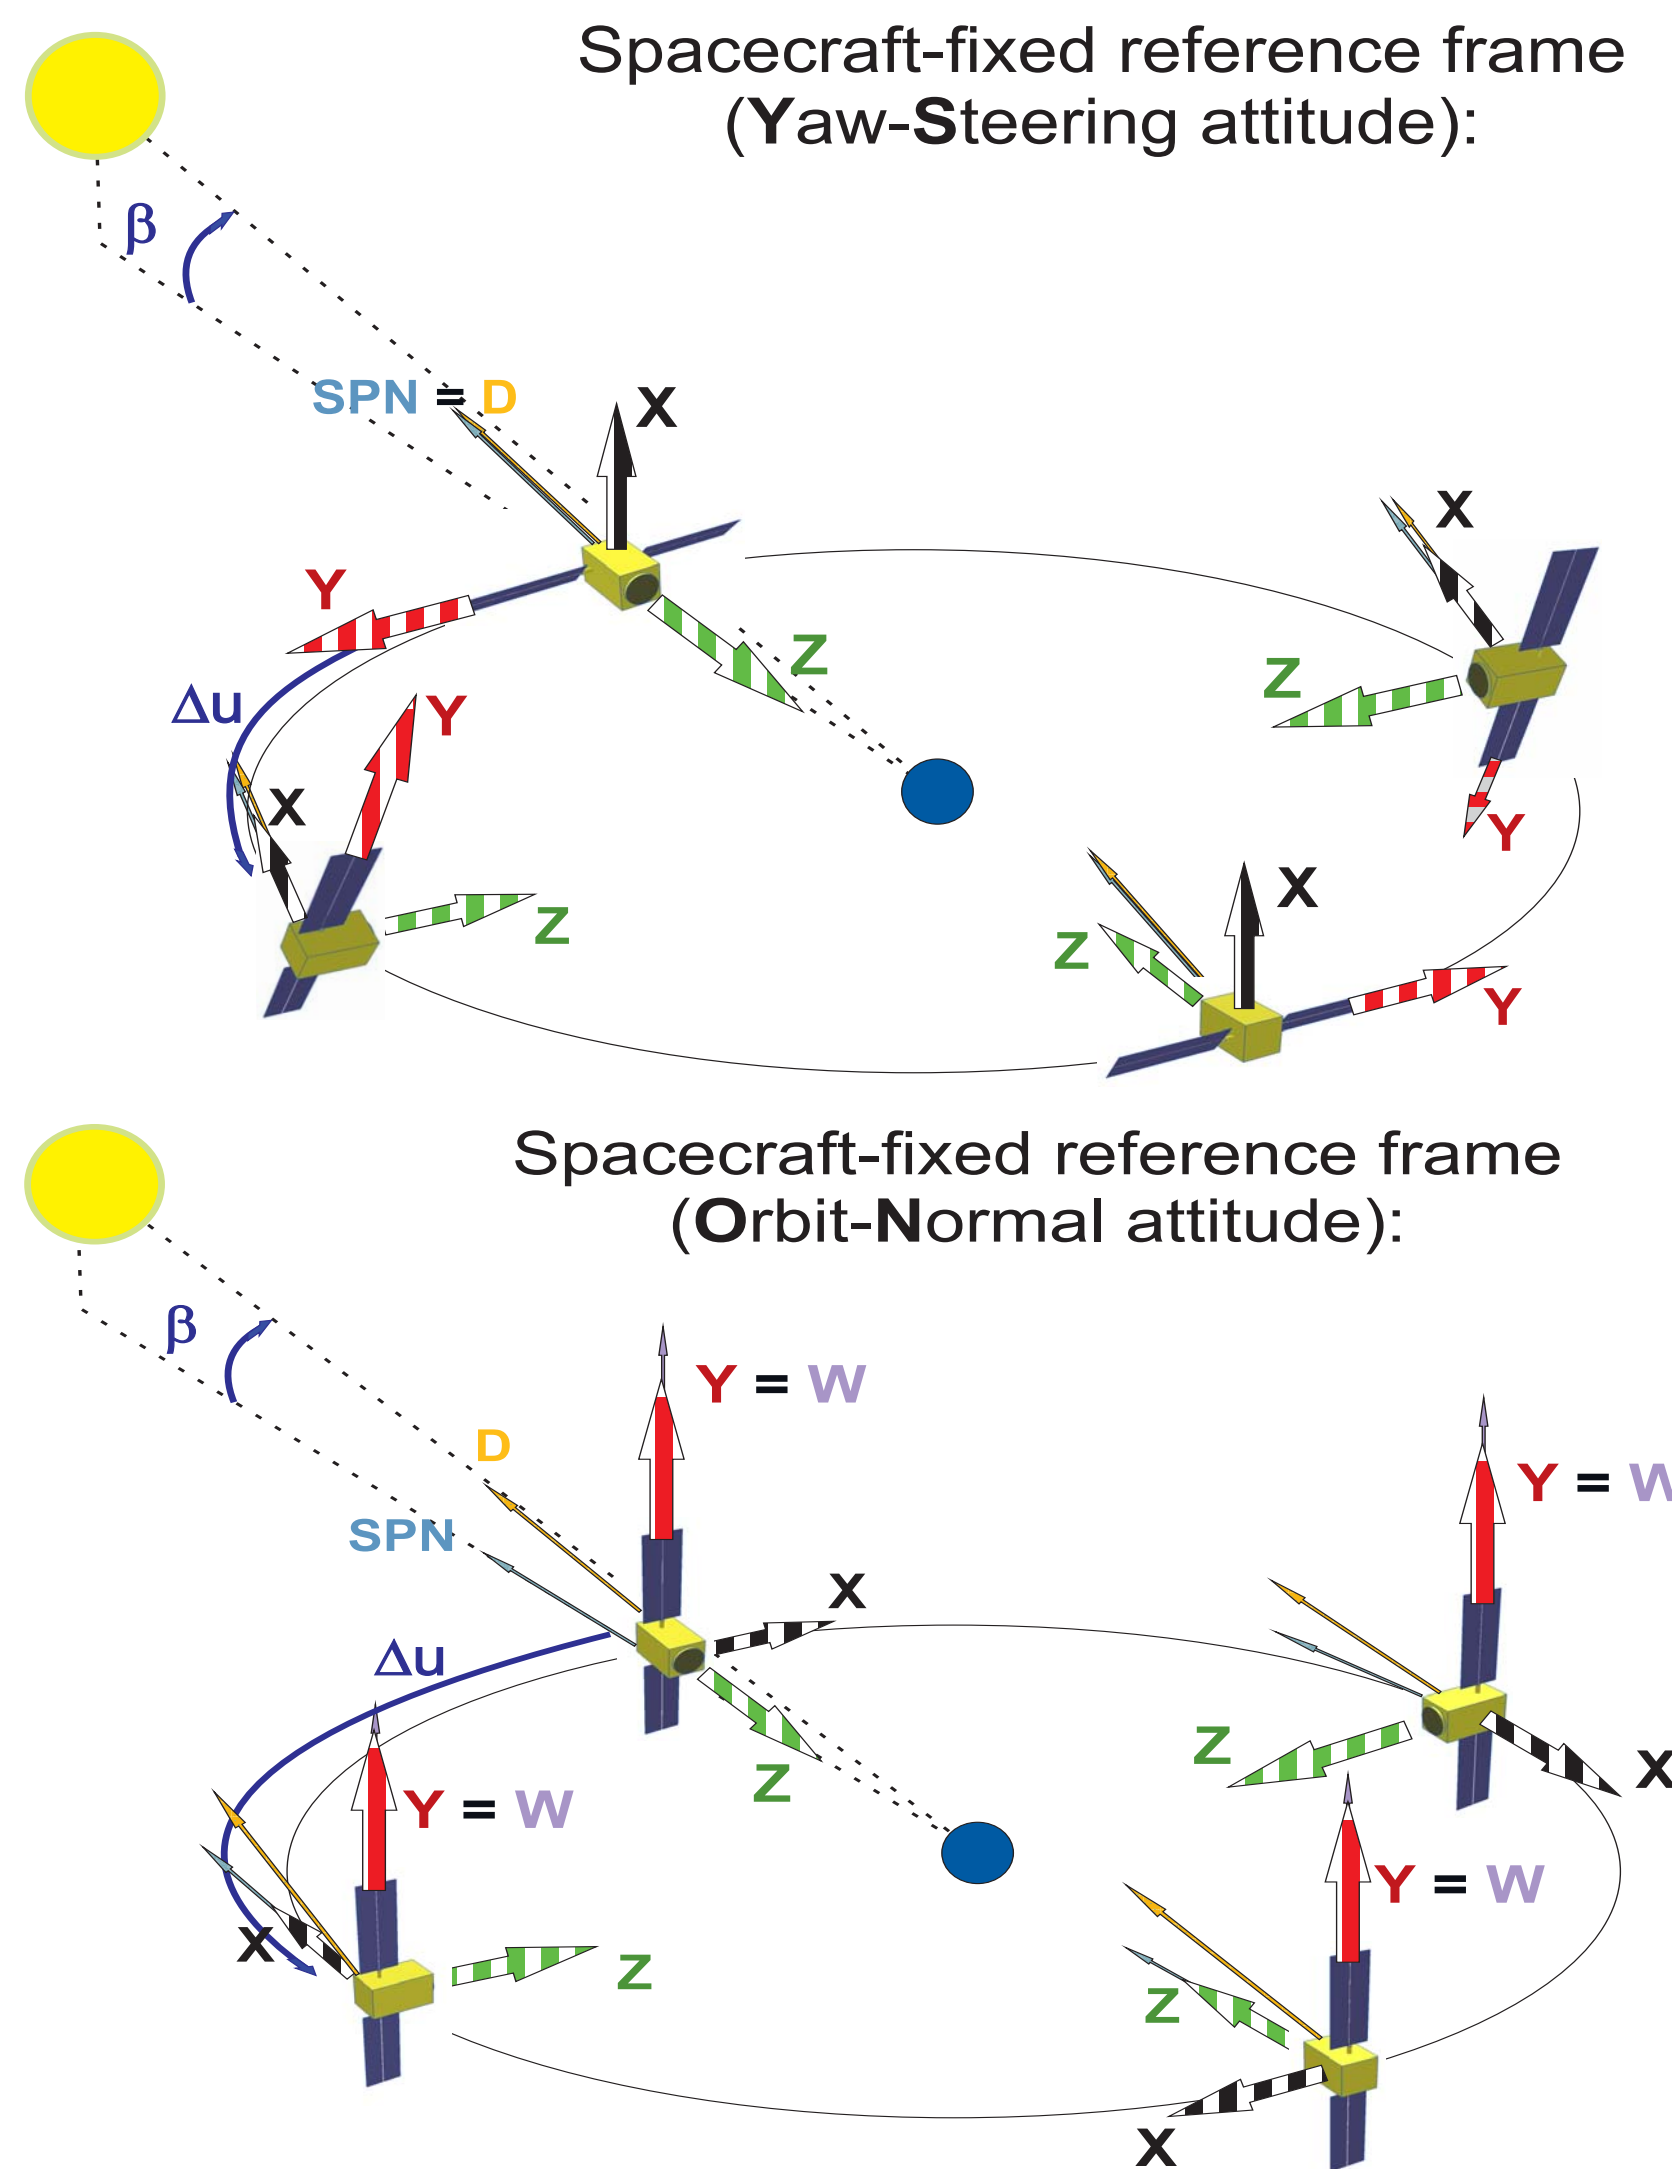 Spacecraft-fixed reference frame
(Yaw-Steering attitude):
β
SPN = D
X
X
Y
Z
Z
Δu
Y
X
Y
X
Z
Z
Y
Spacecraft-fixed reference frame
(Orbit-Normal attitude):
β
Y = W
D
Y = W
SPN
X
Δu
Z
X
Z
Y = W
Y = W
X
Z
Z
X